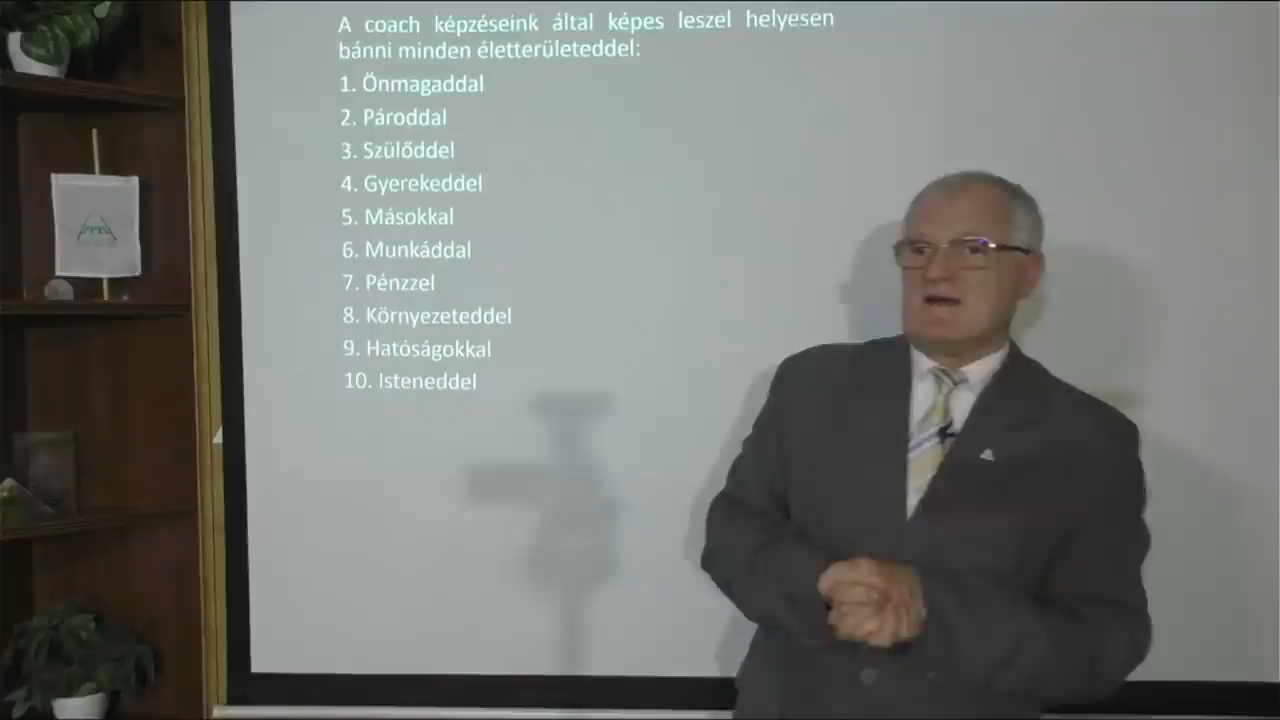 A coach képzéseink által képes leszel helyesen
bánni minden életterületeddel:
1. Önmagaddal
2. Pároddal
3. Szülőddel
4. Gyerekeddel
5. Másokkal
6. Munkáddal
7. Pénzzel
8. Környezeteddel
9. Hatóságokkal
10. Isteneddel